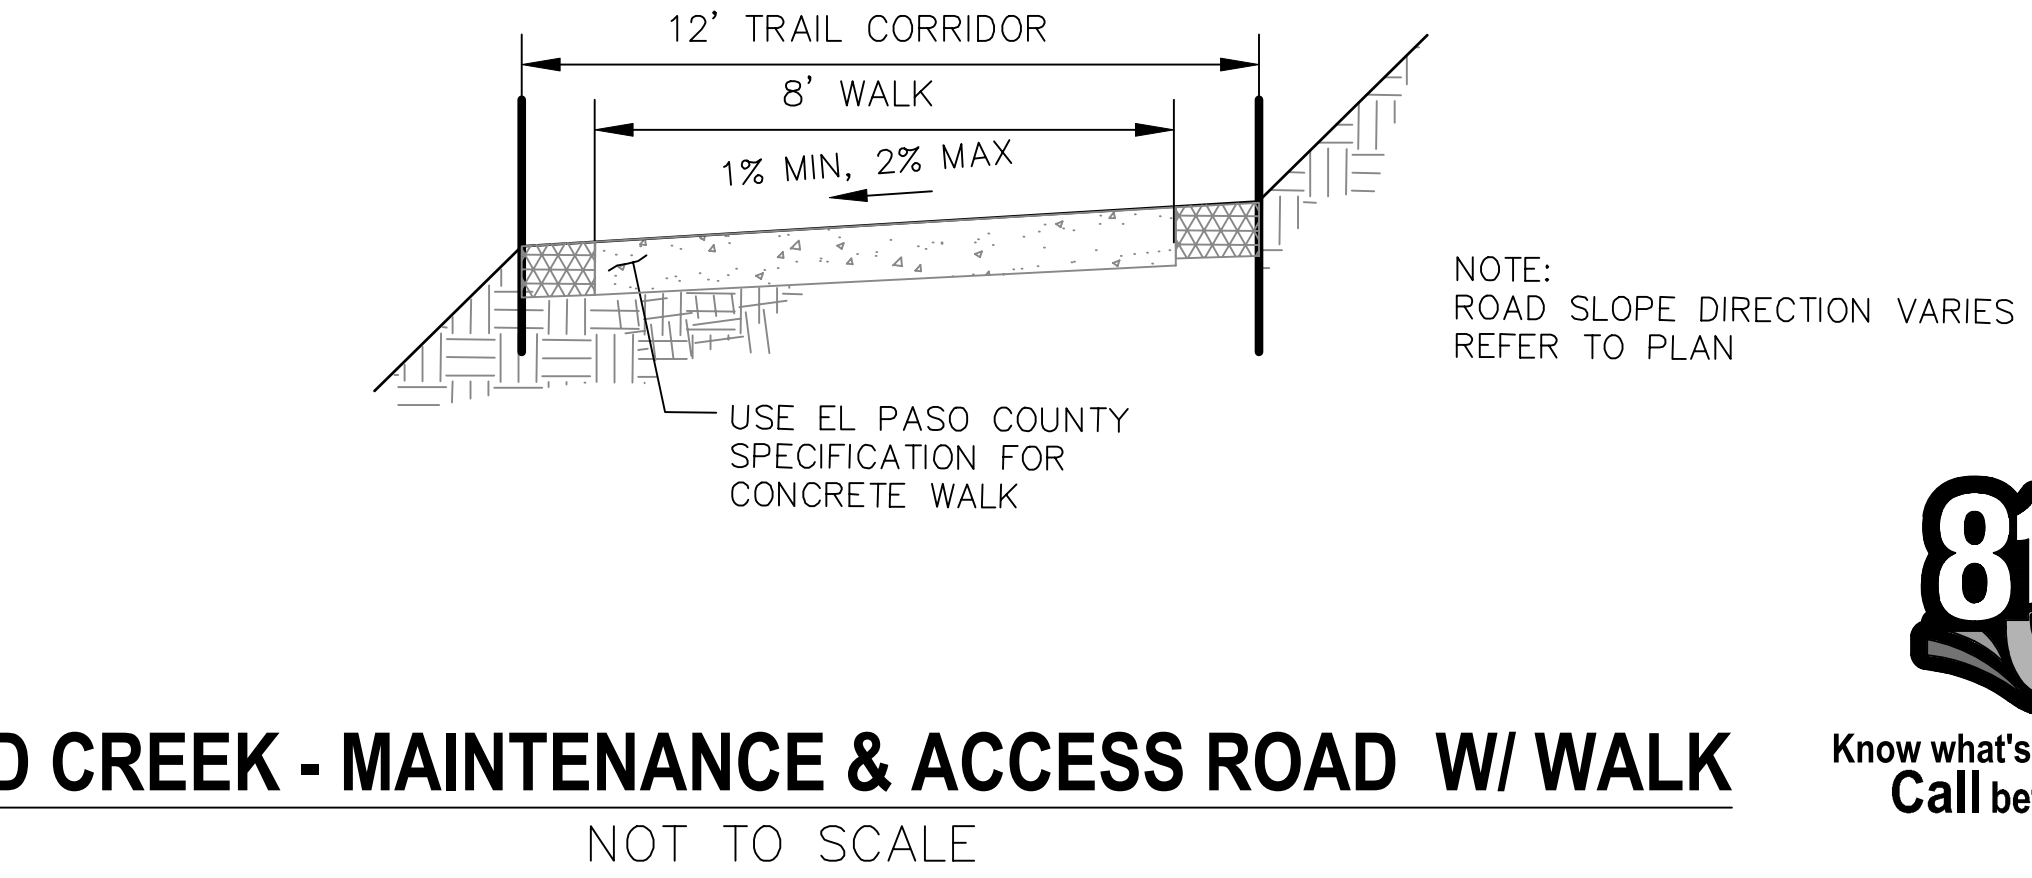 12' TRAIL CORRIDOR
8' WALK
1% MIN, 2% MAX
NOTE:
ROAD SLOPE DIRECTION VARIES
REFER TO PLAN
USE EL PASO COUNTY
SPECIFICATION FOR
CONCRETE WALK
81
D CREEK - MAINTENANCE & ACCESS ROAD W/ WALK
NOT TO SCALE
Know what's
Call